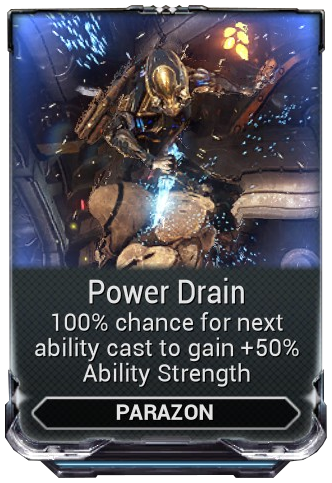 Power Drain
100% chance for next
ability cast to gain +50%
Ability Strength
PARAZON